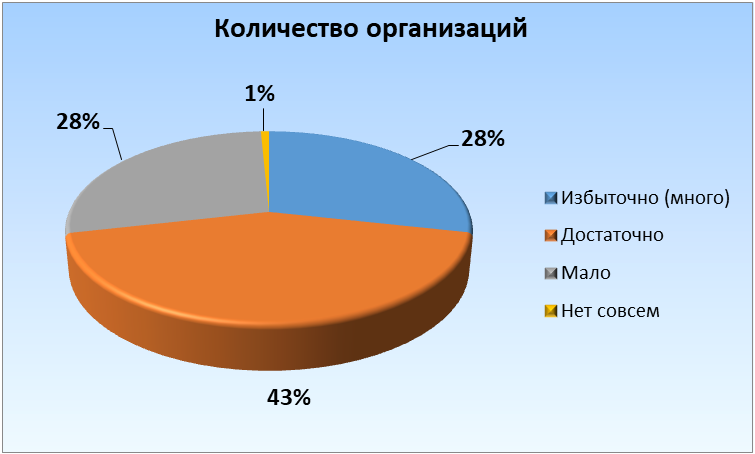 Количество организаций
1%
28%
28%
43%
Избыточно (много)
Достаточно
Мало
Нет совсем